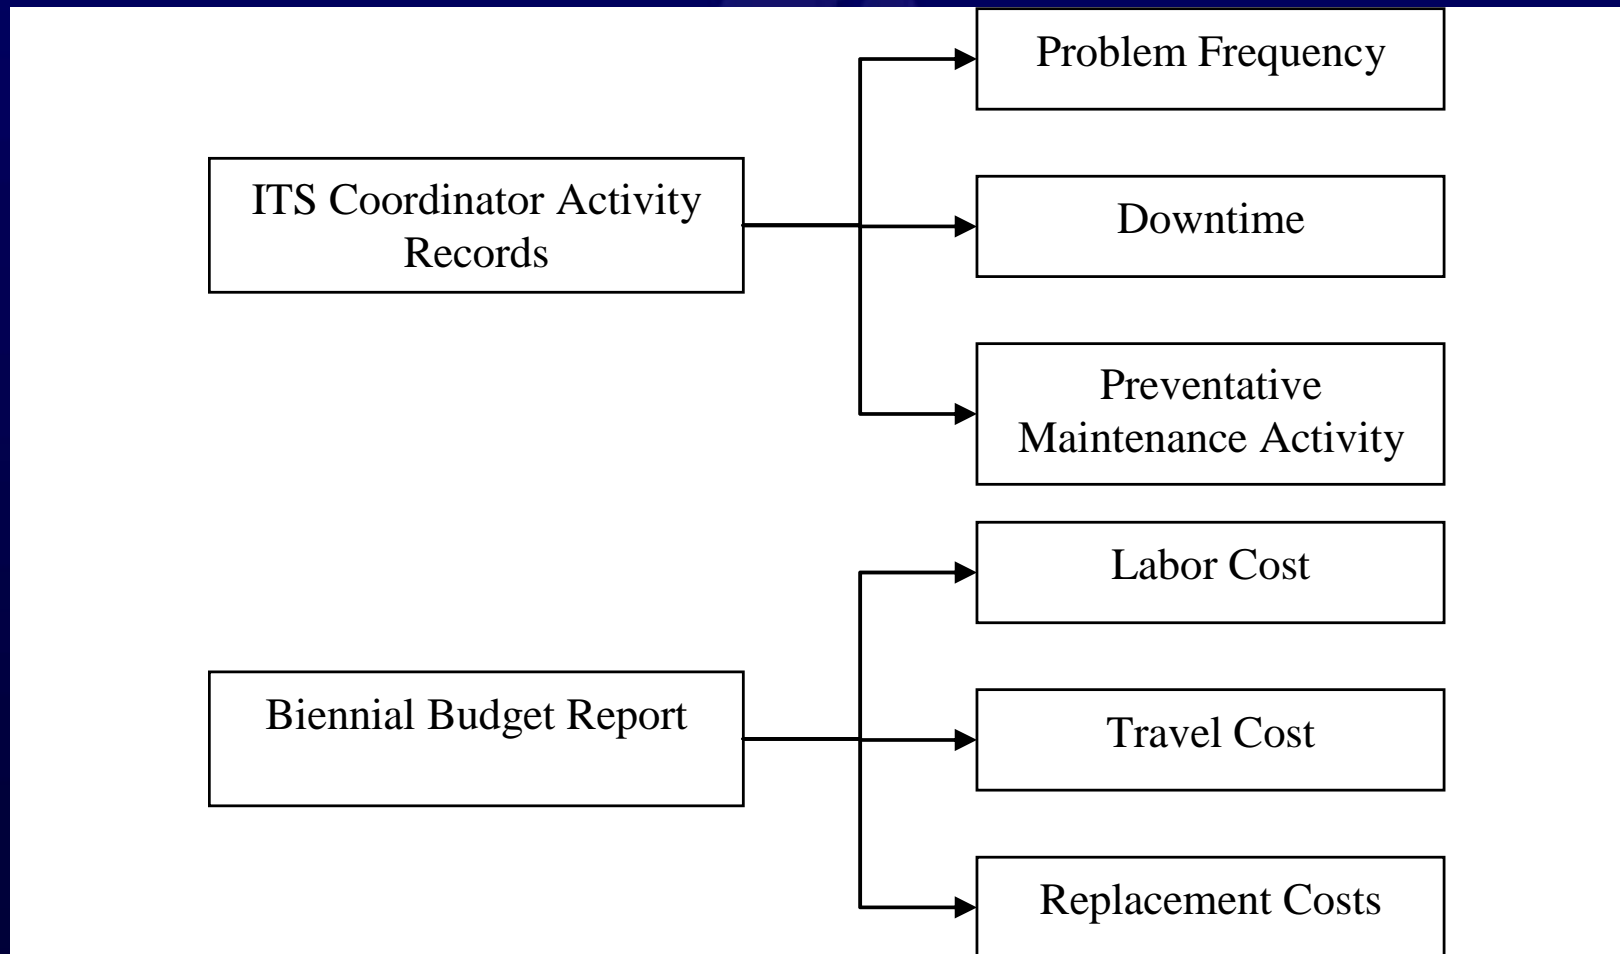 Problem Frequency
ITS Coordinator Activity
Records
Downtime
Preventative
Maintenance Activity
Labor Cost
Biennial Budget Report
Travel Cost
Replacement Costs